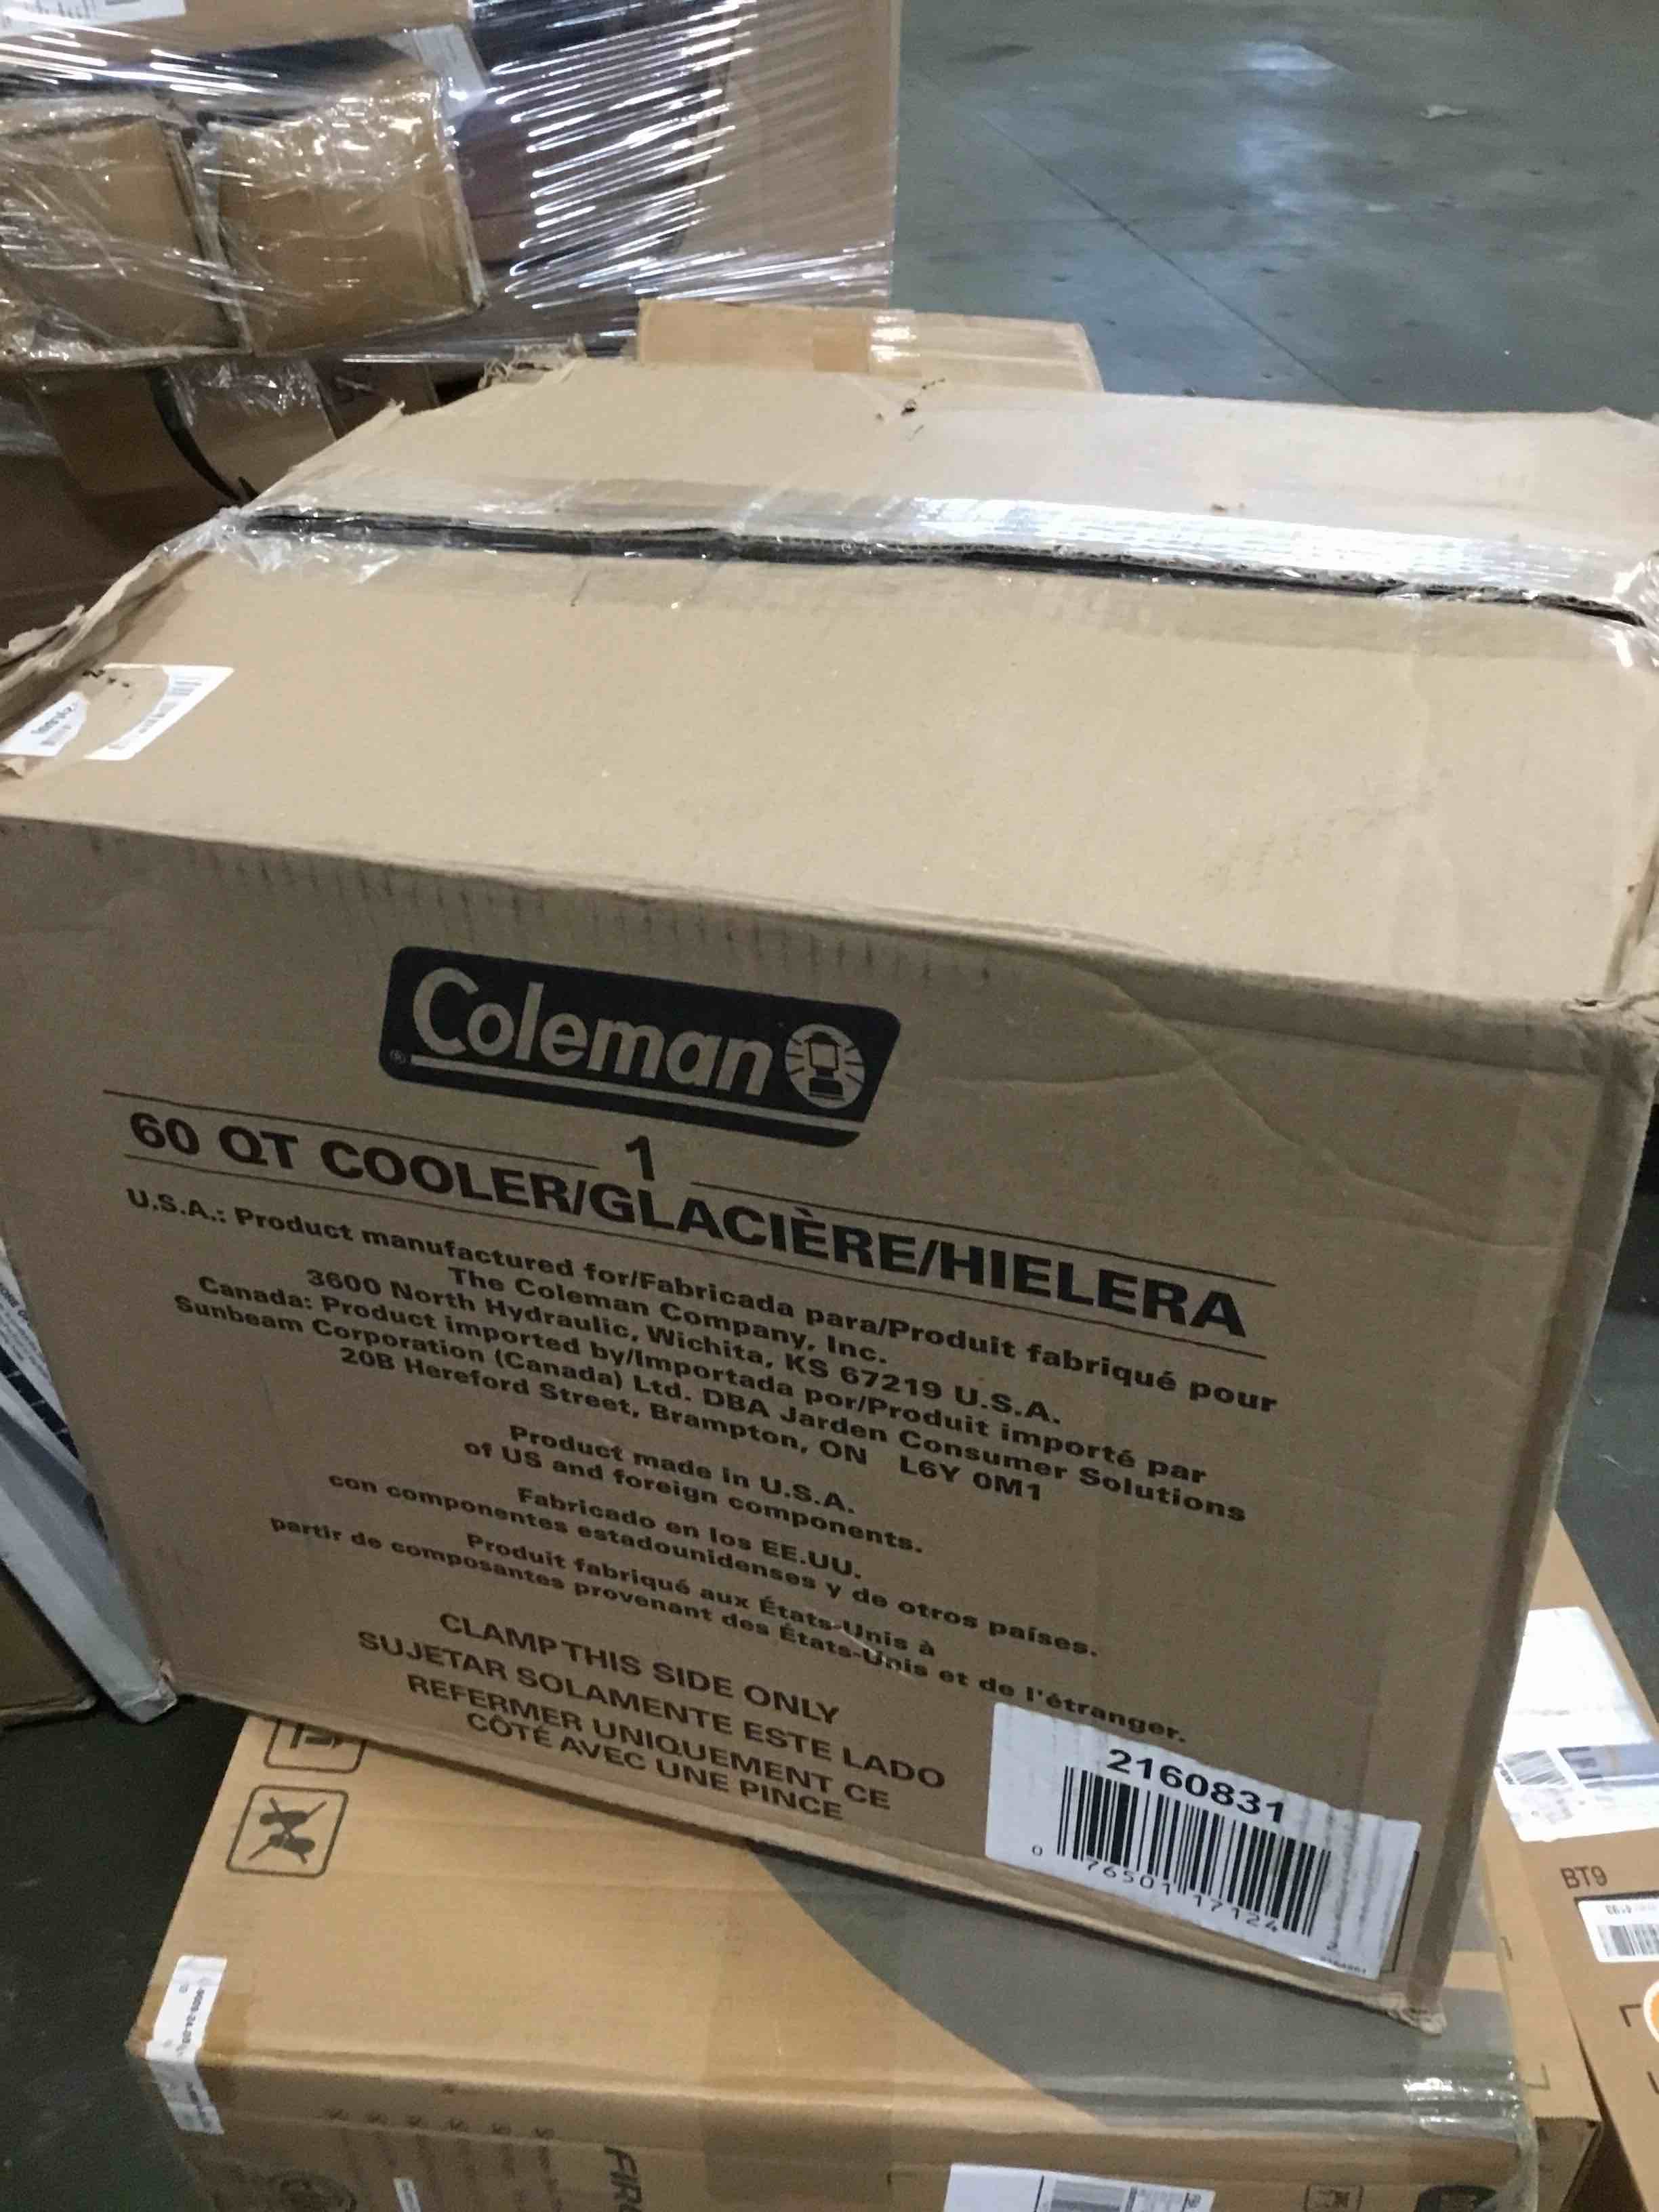 Coleman
®
1
60 QT COOLER/GLACIÈRE/HIELERA
U.S.A.: Product manufactured for/Fabricada para/Produit fabriqué pour
The Coleman Company, Inc.
3600 North Hydraulic, Wichita, KS 67219 U.S.A.
Canada: Product imported by/Importada por/Produit importé par
Sunbeam Corporation (Canada) Ltd. DBA Jarden Consumer Solutions
20B Hereford Street, Brampton, ON L6Y 0M1
Product made in U.S.A.
of US and foreign components.
Fabricado en los EE.UU.
con componentes estadounidenses y de otros países.
Produit fabriqué aux États-Unis à
partir de composantes provenant des États-Unis et de l'étranger.
CLAMP THIS SIDE ONLY
SUJETAR SOLAMENTE ESTE LADO
REFERMER UNIQUEMENT CE
CÔTÉ AVEC UNE PINCE
2160831
0 76501 17124
BT9